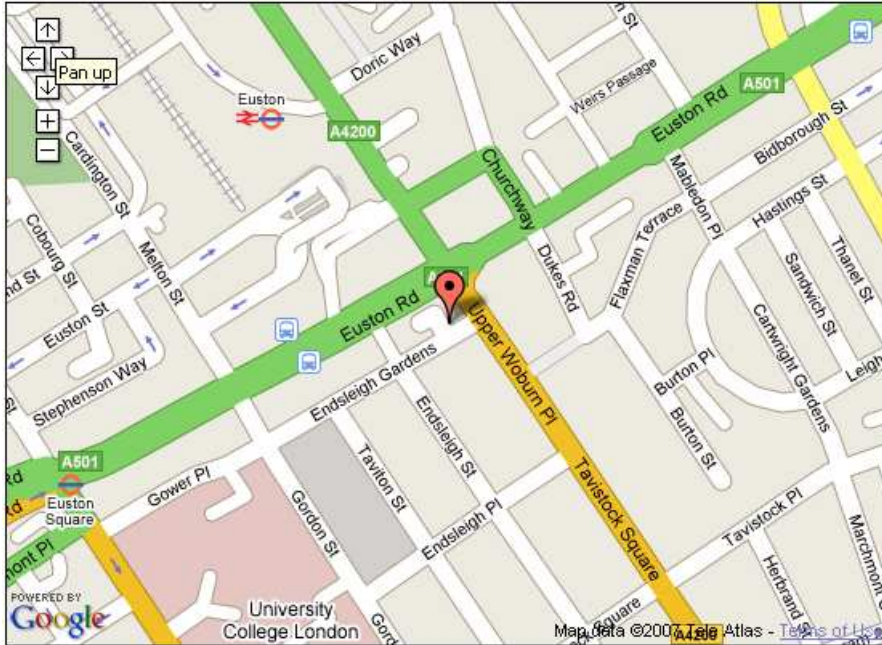 Pan up
Doric Way
Weirs Passage
A501
Euston Rd
Bidborough St
Euston
A4200
Churchway
Cardington St
Mabledon Pl
Hastings St
Cobourg St
Melton St
Dukes Rd
Flaxman Terrace
Thanet St
Sandwich St
Euston St
Euston Rd
Upper Woburn Pl
Cartwright Gardens
Stephenson Way
Endsleigh Gardens
Burton Pl
Burton St
A501
Gower Pl
Taviton St
Endsleigh St
Euston
Square
Gordon St
Endsleigh Pl
Tavistock Square
Tavistock Pl
Herbrand St
POWERED BY
Google
University
College London
Map data ©2007 Tele Atlas - Terms of Use
A4200